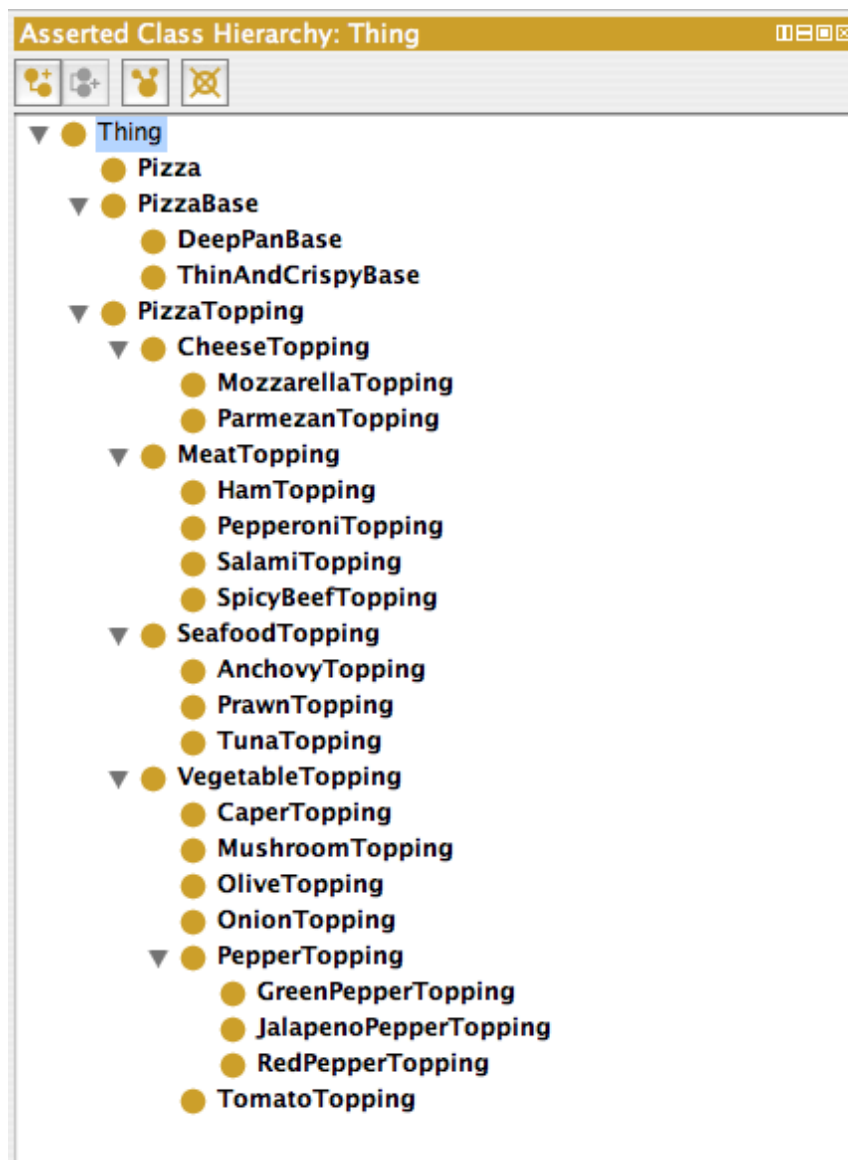 Asserted Class Hierarchy: Thing
Thing
Pizza
PizzaBase
DeepPanBase
ThinAndCrispyBase
PizzaTopping
CheeseTopping
MozzarellaTopping
ParmezanTopping
MeatTopping
HamTopping
PepperoniTopping
SalamiTopping
SpicyBeefTopping
SeafoodTopping
AnchovyTopping
PrawnTopping
TunaTopping
VegetableTopping
CaperTopping
MushroomTopping
OliveTopping
OnionTopping
PepperTopping
GreenPepperTopping
JalapenoPepperTopping
RedPepperTopping
TomatoTopping